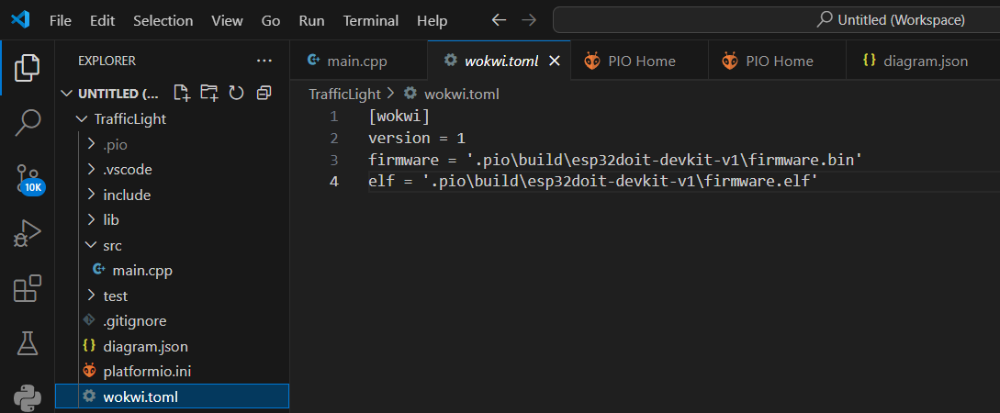 File Edit Selection View Go Run Terminal Help Untitled (Workspace)
EXPLORER
UNTITLED (...
TrafficLight
.pio
.vscode
include
lib
src
main.cpp
test
.gitignore
diagram.json
platformio.ini
wokwi.toml
10K
main.cpp wokwi.toml PIO Home PIO Home diagram.json
TrafficLight > wokwi.toml
1 [wokwi]
2 version = 1
3 firmware = '.pio\build\esp32doit-devkit-v1\firmware.bin'
4 elf = '.pio\build\esp32doit-devkit-v1\firmware.elf'